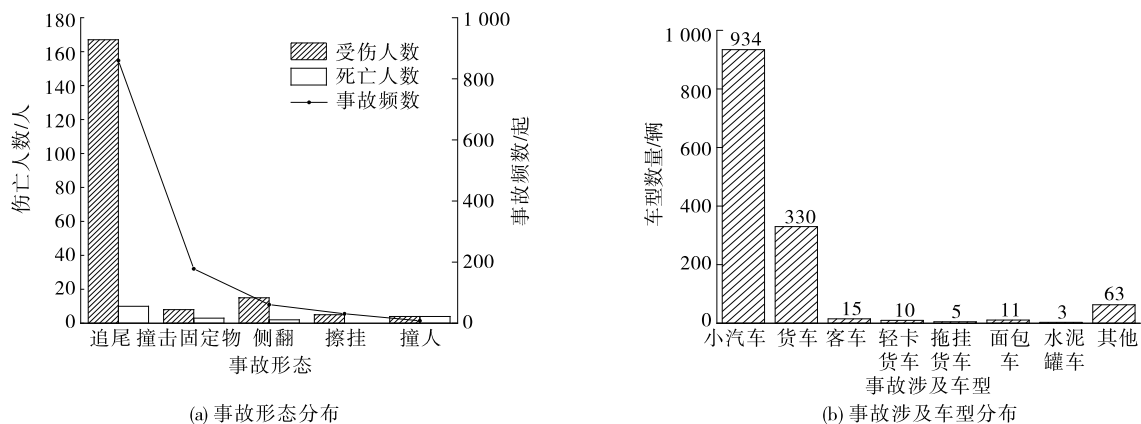 180
160
140
120
100
80
60
40
20
0
伤亡人数/人
1 000
800
600
400
200
0
事故频数/起
受伤人数
死亡人数
事故频数
追尾 撞击固定物 侧翻 擦挂 撞人
事故形态
(a) 事故形态分布
1 000
800
600
400
200
0
车型数量/辆
934
330
15
10
5
11
3
63
小汽车 货车 客车 轻卡 拖挂 面包 水泥 其他
货车 货车 车 罐车
事故涉及车型
(b) 事故涉及车型分布